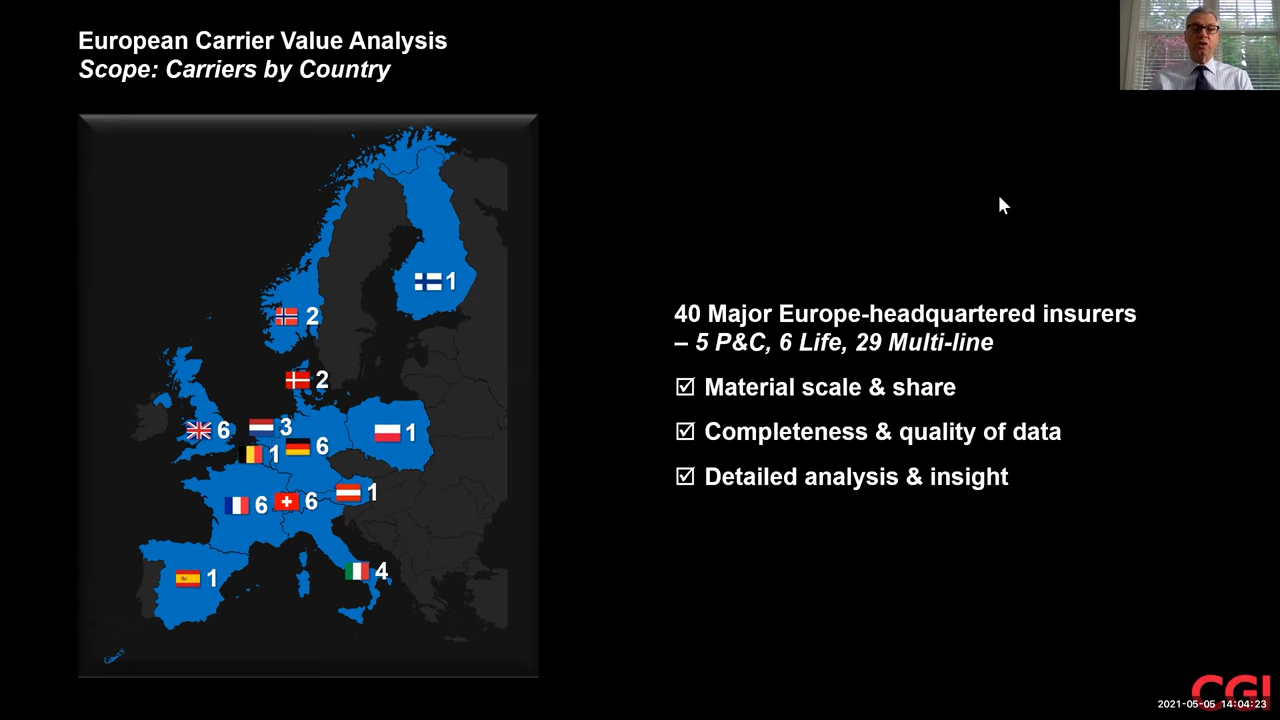 European Carrier Value Analysis
Scope: Carriers by Country
1
2
2
6
3
1
6
1
6
6
1
1
4
40 Major Europe-headquartered insurers
– 5 P&C, 6 Life, 29 Multi-line
☑ Material scale & share
☑ Completeness & quality of data
☑ Detailed analysis & insight
CGI
2021-05-05 14:04:23